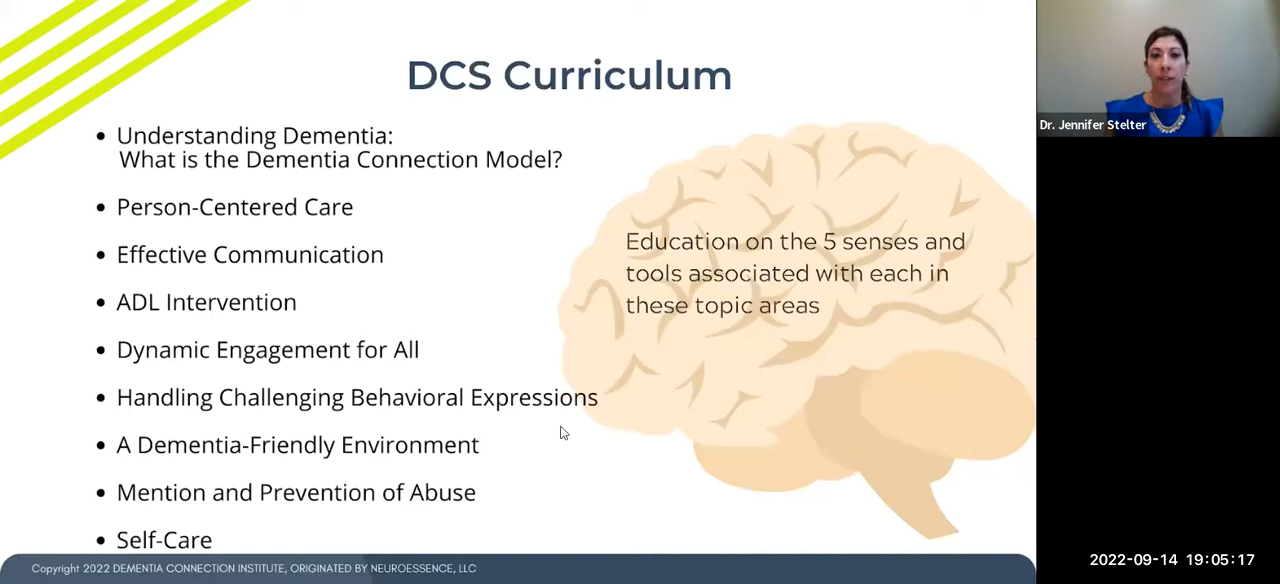 DCS Curriculum
Understanding Dementia:
What is the Dementia Connection Model?
Person-Centered Care
Effective Communication
ADL Intervention
Dynamic Engagement for All
Handling Challenging Behavioral Expressions
A Dementia-Friendly Environment
Mention and Prevention of Abuse
Self-Care
Education on the 5 senses and
tools associated with each in
these topic areas
Copyright 2022 DEMENTIA CONNECTION INSTITUTE, ORIGINATED BY NEUROESSENCE, LLC
Dr. Jennifer Stelter
2022-09-14 19:05:17